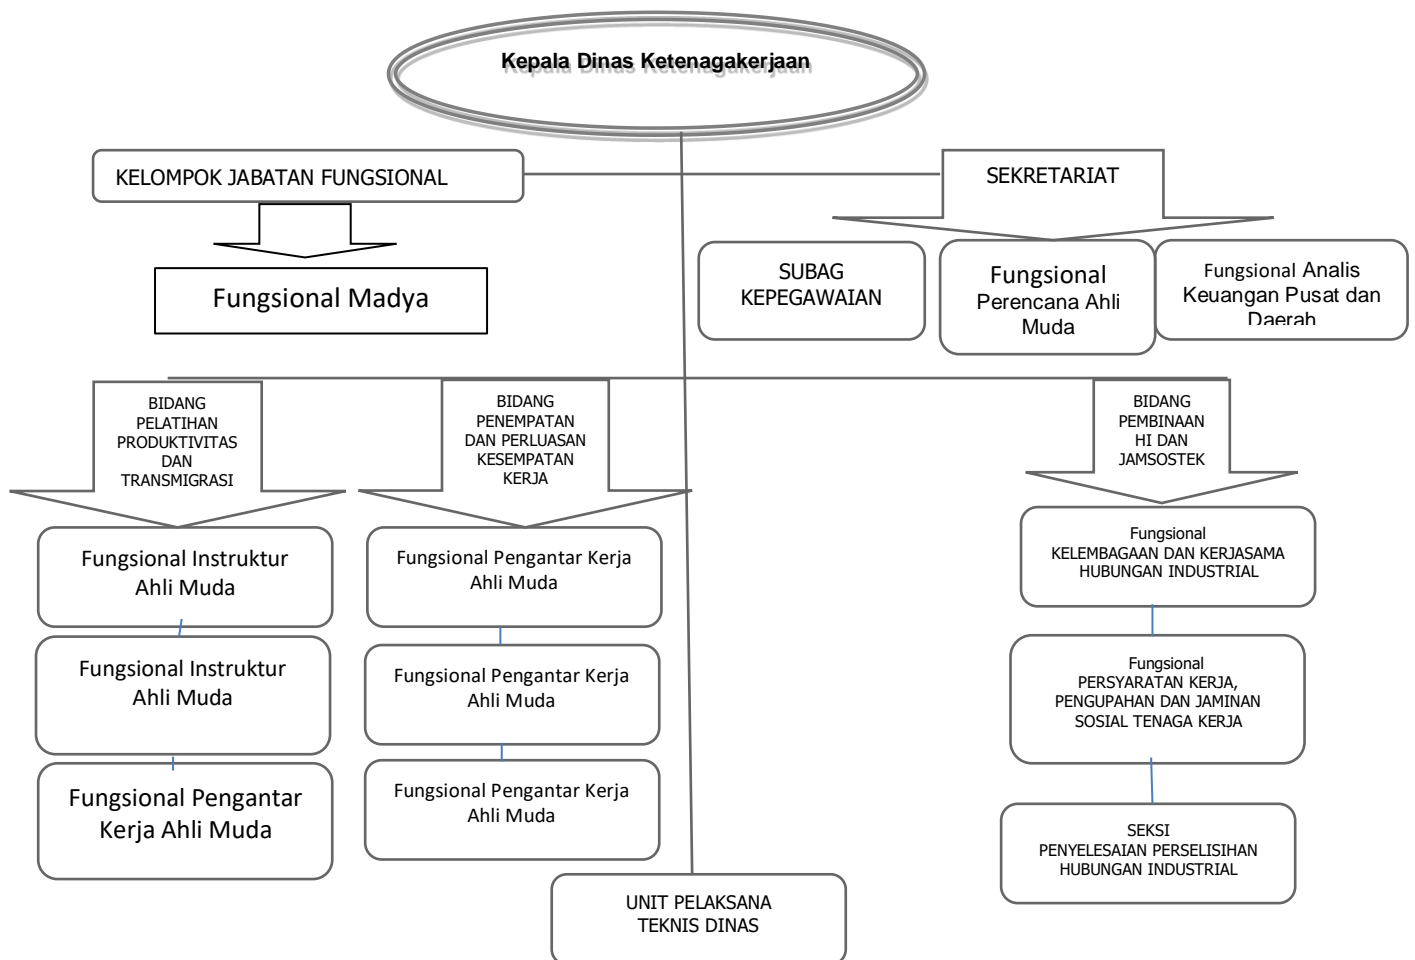 Kepala Dinas Ketenagakerjaan
KELOMPOK JABATAN FUNGSIONAL
SEKRETARIAT
Fungsional Madya
SUBAG
KEPEGAWAIAN
Fungsional
Perencana Ahli
Muda
Fungsional Analis
Keuangan Pusat dan
Daerah
BIDANG
PELATIHAN
PRODUKTIVITAS
DAN
TRANSMIGRASI
BIDANG
PENEMPATAN
DAN PERLUASAN
KESEMPATAN
KERJA
BIDANG
PEMBINAAN
HI DAN
JAMSOSTEK
Fungsional Instruktur
Ahli Muda
Fungsional Instruktur
Ahli Muda
Fungsional Pengantar
Kerja Ahli Muda
Fungsional Pengantar Kerja
Ahli Muda
Fungsional Pengantar Kerja
Ahli Muda
Fungsional Pengantar Kerja
Ahli Muda
Fungsional
KELEMBAGAAN DAN KERJASAMA
HUBUNGAN INDUSTRIAL
Fungsional
PERSYARATAN KERJA,
PENGUPAHAN DAN JAMINAN
SOSIAL TENAGA KERJA
SEKSI
PENYELESAIAN PERSELISIHAN
HUBUNGAN INDUSTRIAL
UNIT PELAKSANA
TEKNIS DINAS